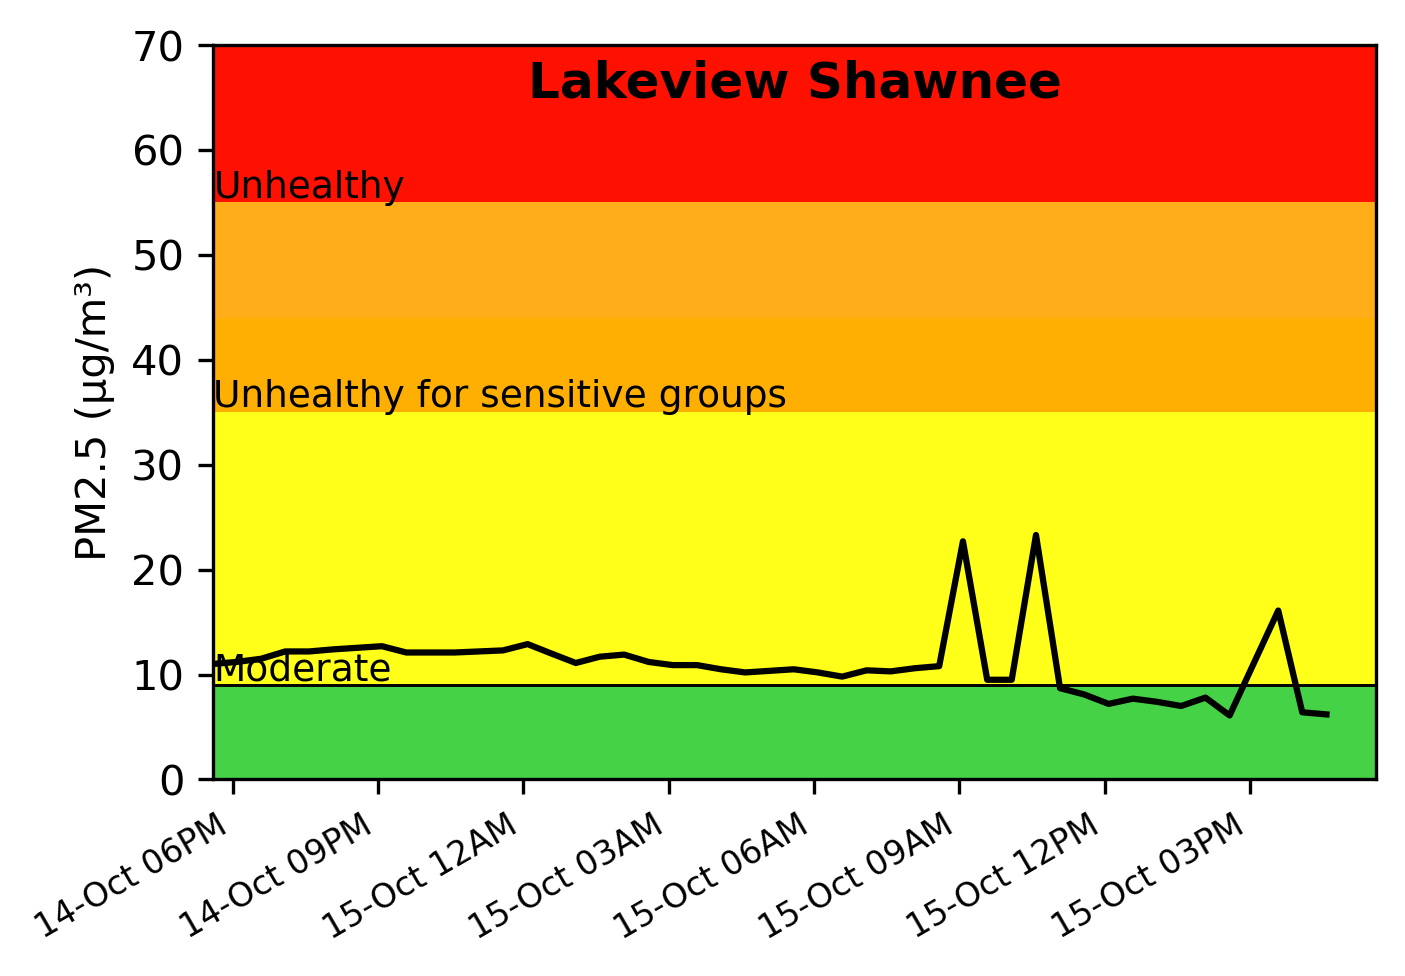 Lakeview Shawnee
PM2.5 (µg/m³)
70
60
50
40
30
20
10
0
Unhealthy
Unhealthy for sensitive groups
Moderate
14-Oct 06PM
14-Oct 09PM
15-Oct 12AM
15-Oct 03AM
15-Oct 06AM
15-Oct 09AM
15-Oct 12PM
15-Oct 03PM